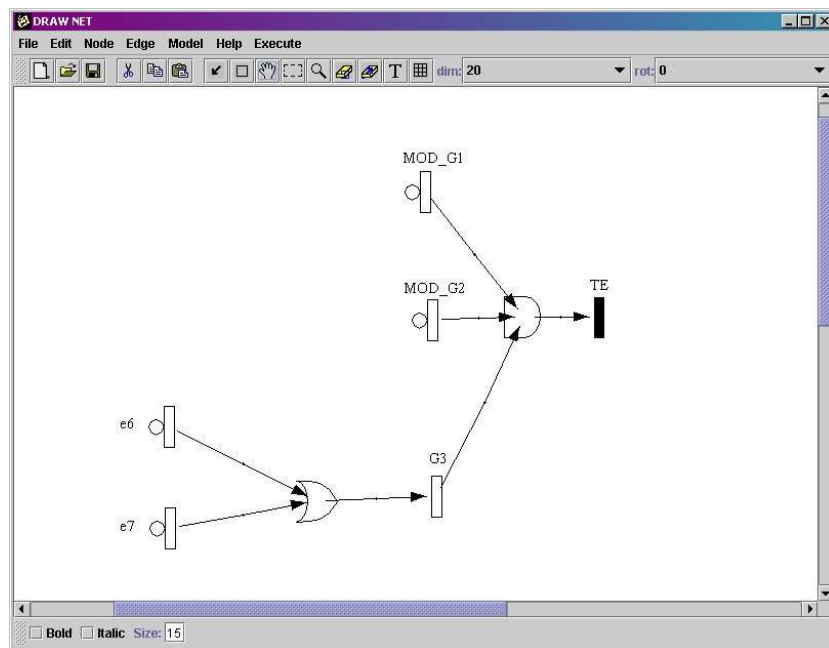 DRAW NET
File Edit Node Edge Model Help Execute
T dim: 20 rot: 0
MOD_G1
MOD_G2
TE
e6
G3
e7
Bold Italic Size: 15